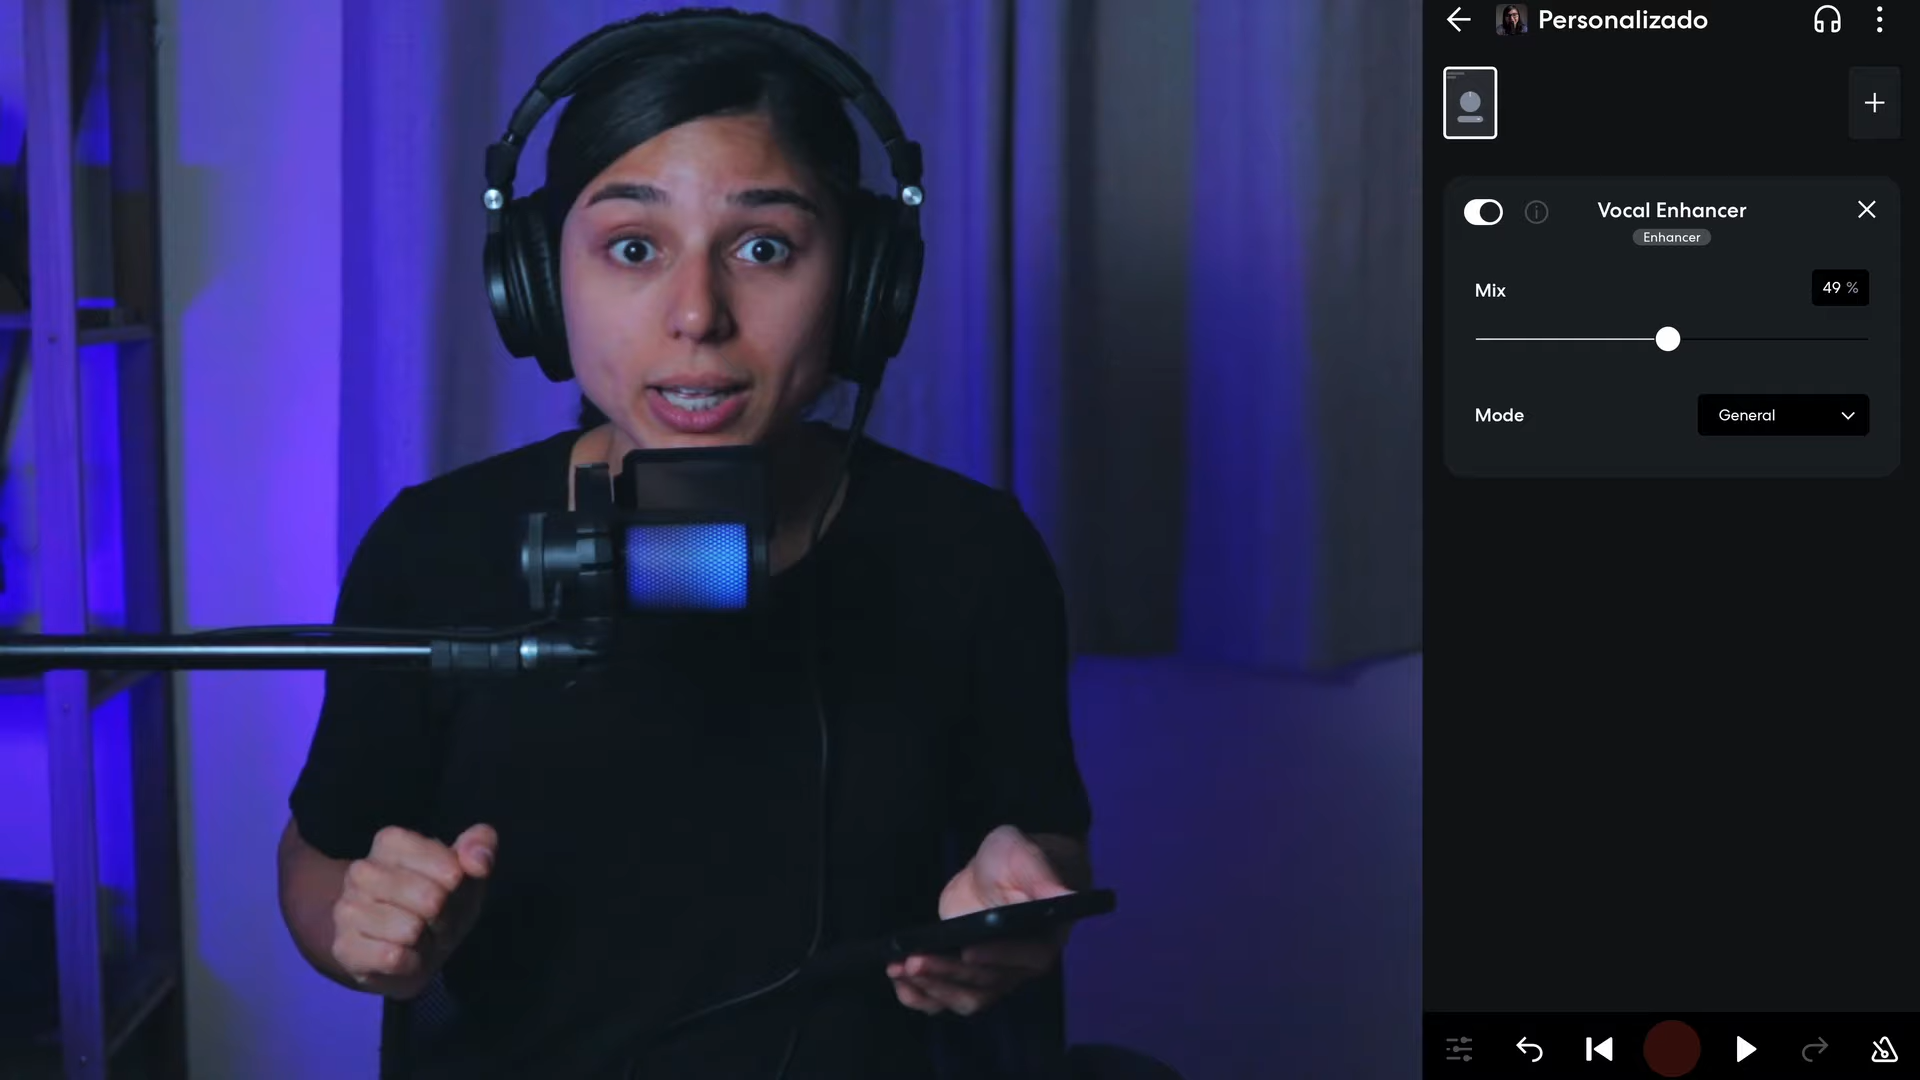 Personalizado
Vocal Enhancer
Enhancer
Mix
49 %
Mode
General